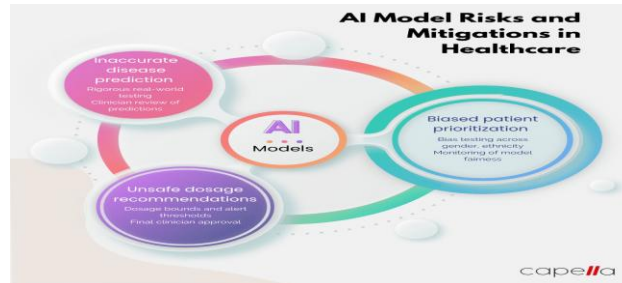 AI Model Risks and
Mitigations in
Healthcare
Inaccurate
disease
prediction
Rigorous real-world
testing
Clinician review of
predictions
AI
Models
Biased patient
prioritization
Bias testing across
gender, ethnicity
Monitoring of model
fairness
Unsafe dosage
recommendations
Dosage bounds and alert
thresholds
Final clinician approval
capella